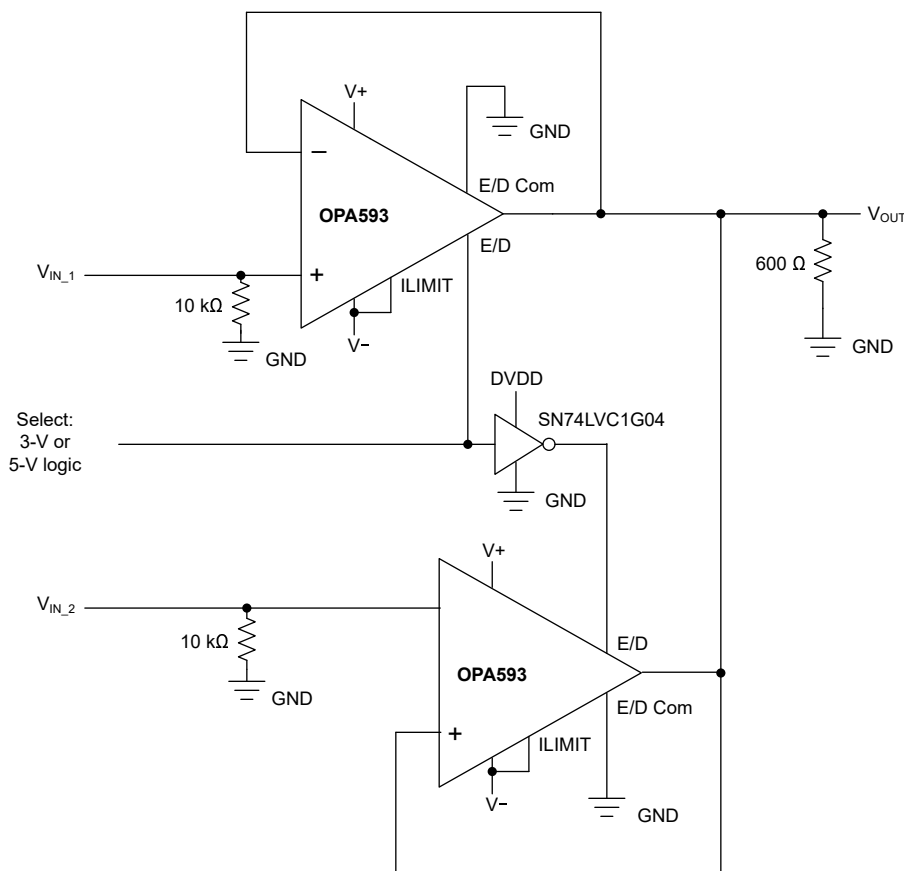 V+
GND
−
E/D Com
OPA593
VOUT
E/D
600 Ω
VIN_1
+
ILIMIT
10 kΩ
GND
V−
GND
DVDD
Select:
3-V or
5-V logic
SN74LVC1G04
GND
V+
VIN_2
10 kΩ
E/D
GND
OPA593
E/D Com
+
ILIMIT
V−
GND